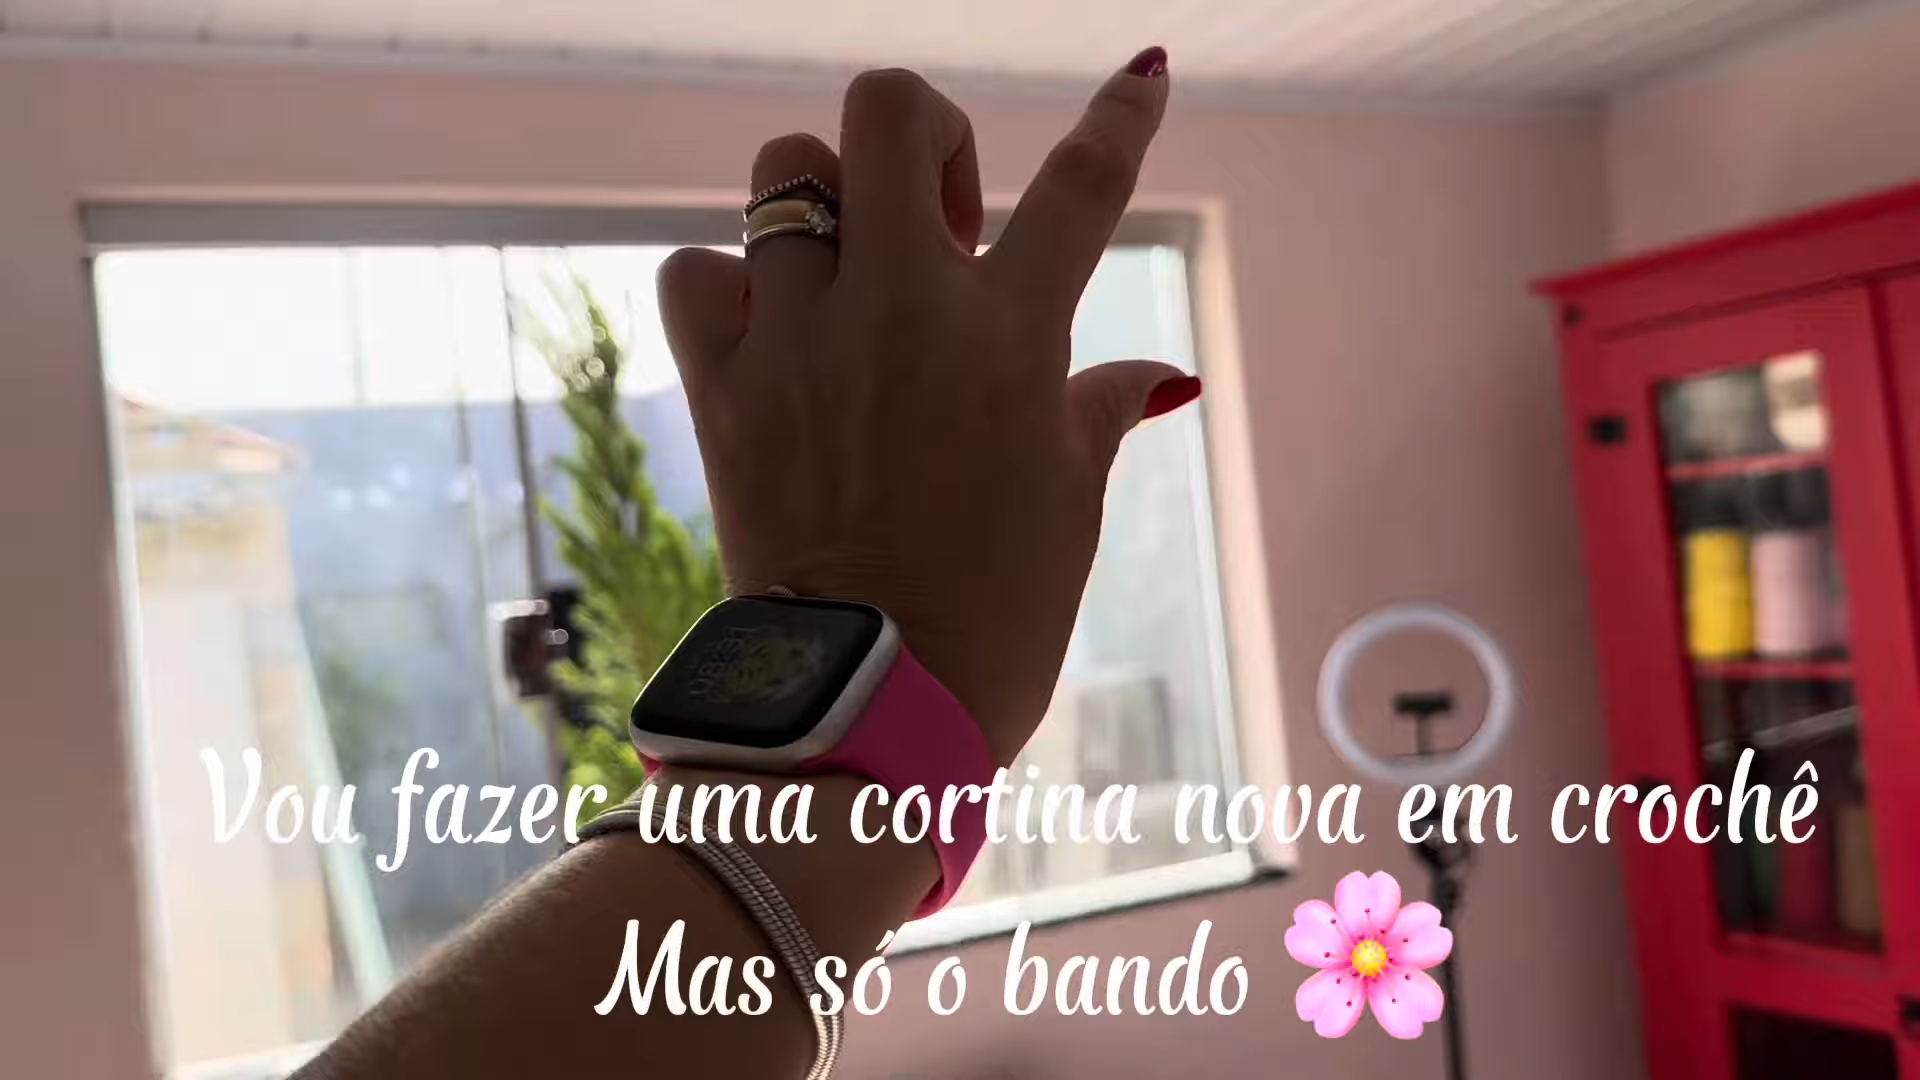 Vou fazer uma cortina nova em crochê
Mas só o bando 🌸